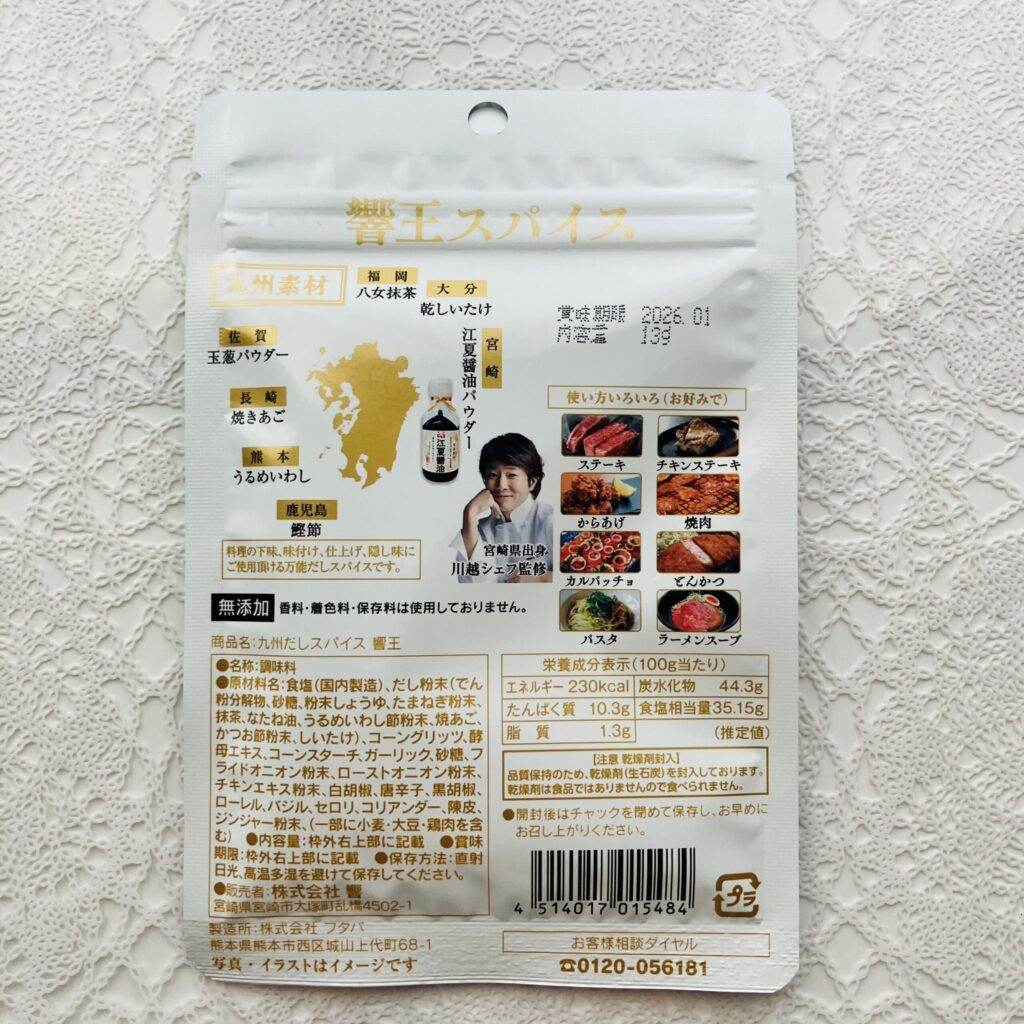 響王スパイス
九州素材
福岡
八女抹茶
大分
乾しいたけ
佐賀
玉葱パウダー
宮崎
江夏醤油パウダー
長崎
焼きあご
熊本
うるめいわし
鹿児島
鰹節
江夏醤油
宮崎県出身
川越シェフ監修
料理の下味、味付け、仕上げ、隠し味に
ご使用頂ける万能だしスパイスです。
賞味期限 2026.01
内容量 13g
使い方いろいろ(お好みで)
ステーキ
チキンステーキ
からあげ
焼肉
カルパッチョ
とんかつ
パスタ
ラーメンスープ
無添加 香料・着色料・保存料は使用しておりません。
商品名:九州だしスパイス 響王
●名称:調味料
●原材料名:食塩(国内製造)、だし粉末(でん
粉分解物、砂糖、粉末しょうゆ、たまねぎ粉末、
抹茶、なたね油、うるめいわし節粉末、焼あご、
かつお節粉末、しいたけ)、コーングリッツ、酵
母エキス、コーンスターチ、ガーリック、砂糖、フ
ライドオニオン粉末、ローストオニオン粉末、
チキンエキス粉末、白胡椒、唐辛子、黒胡椒、
ローレル、バジル、セロリ、コリアンダー、陳皮、
ジンジャー粉末、(一部に小麦・大豆・鶏肉を含
む) ●内容量:枠外右上部に記載 ●賞味
期限:枠外右上部に記載 ●保存方法:直射
日光、高温多湿を避けて保存してください。
●販売者:株式会社 響
宮崎県宮崎市大塚町乱橋4502-1
製造所:株式会社 フタバ
熊本県熊本市西区城山上代町68-1
写真・イラストはイメージです
栄養成分表示(100g当たり)
エネルギー 230kcal 炭水化物 44.3g
たんぱく質 10.3g 食塩相当量 35.15g
脂質 1.3g (推定値)
【注意 乾燥剤封入】
品質保持のため、乾燥剤(生石炭)を封入しております。
乾燥剤は食品ではありませんので食べられません。
●開封後はチャックを閉めて保存し、お早めに
お召し上がりください。
4 514017 015484
プラ
お客様相談ダイヤル
☎0120-056181